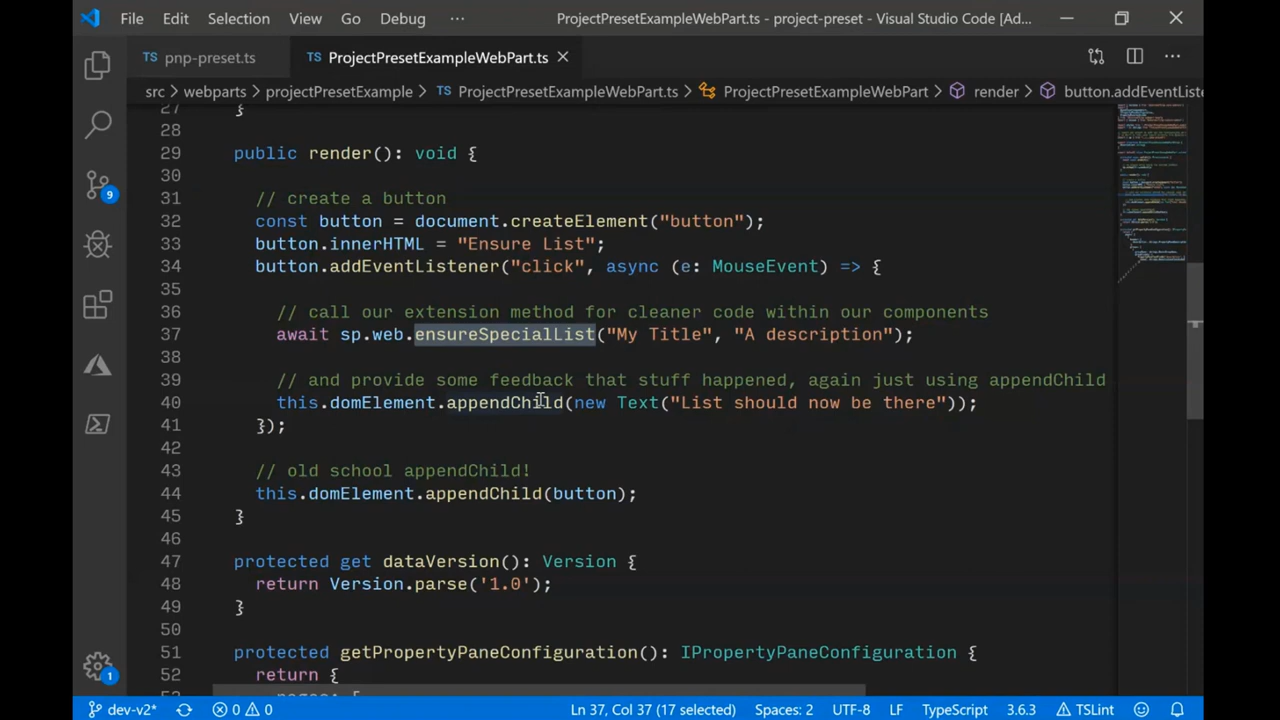 File Edit Selection View Go Debug ··· ProjectPresetExampleWebPart.ts - project-preset - Visual Studio Code [Ad...
TS pnp-preset.ts TS ProjectPresetExampleWebPart.ts
src webparts projectPresetExample TS ProjectPresetExampleWebPart.ts ProjectPresetExampleWebPart render button.addEventListe
27 }
28
29 public render(): void {
30
31 // create a button
32 const button = document.createElement("button");
33 button.innerHTML = "Ensure List";
34 button.addEventListener("click", async (e: MouseEvent) => {
35
36 // call our extension method for cleaner code within our components
37 await sp.web.ensureSpecialList("My Title", "A description");
38
39 // and provide some feedback that stuff happened, again just using appendChild
40 this.domElement.appendChild(new Text("List should now be there"));
41 });
42
43 // old school appendChild!
44 this.domElement.appendChild(button);
45 }
46
47 protected get dataVersion(): Version {
48 return Version.parse('1.0');
49 }
50
51 protected getPropertyPaneConfiguration(): IPropertyPaneConfiguration {
52 return {
53 pages: [
9
1
dev-v2* 0 0 Ln 37, Col 37 (17 selected) Spaces: 2 UTF-8 LF TypeScript 3.6.3 TSLint